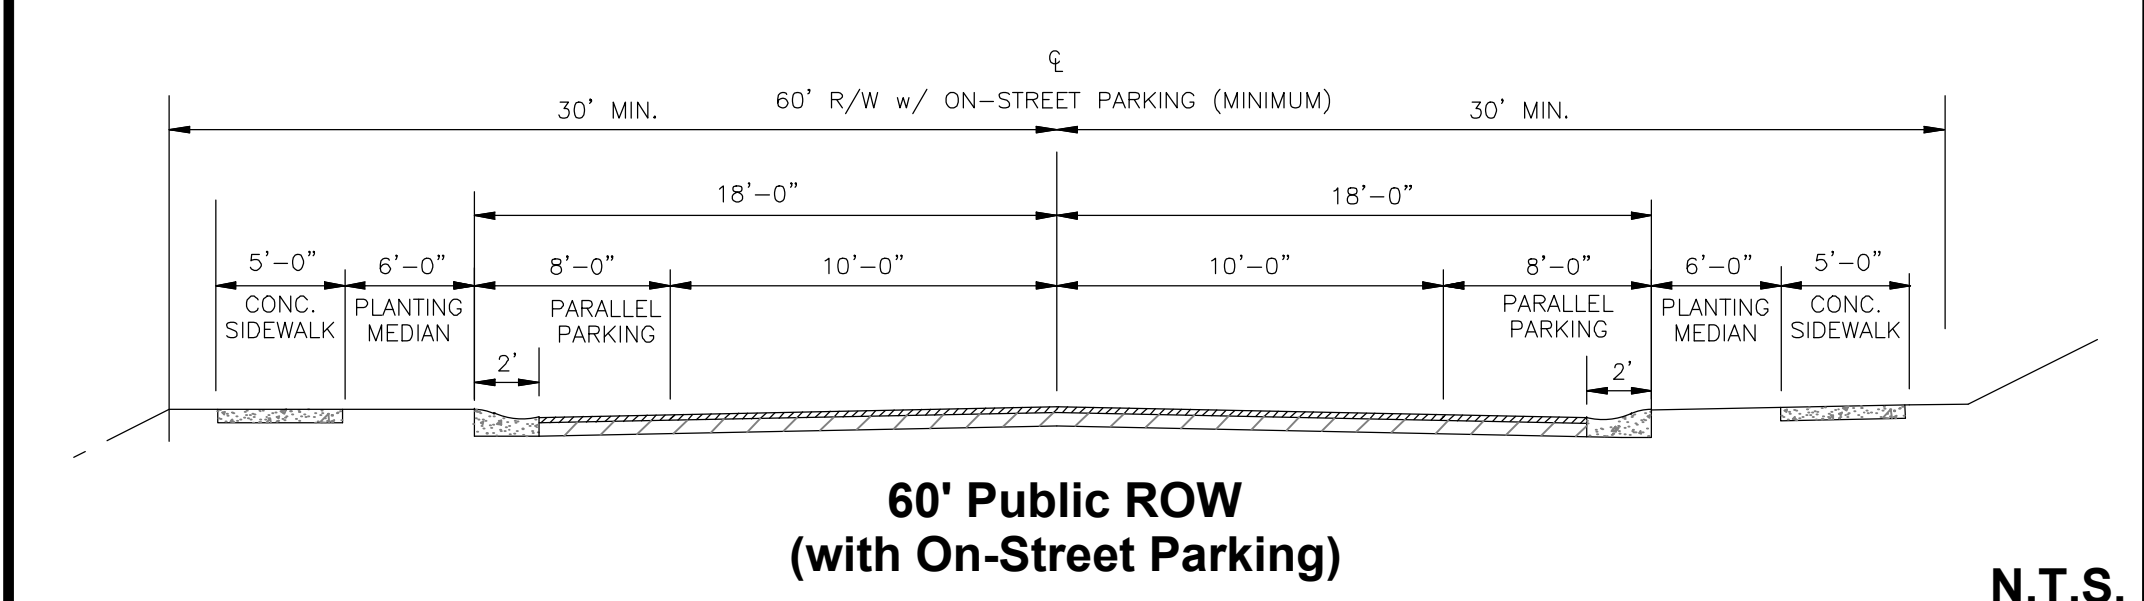 ℄
60' R/W w/ ON-STREET PARKING (MINIMUM)
30' MIN.
30' MIN.
18'-0"
18'-0"
5'-0"
6'-0"
8'-0"
10'-0"
10'-0"
8'-0"
6'-0"
5'-0"
CONC.
SIDEWALK
PLANTING
MEDIAN
PARALLEL
PARKING
PARALLEL
PARKING
PLANTING
MEDIAN
CONC.
SIDEWALK
2'
2'
60' Public ROW
(with On-Street Parking)
N.T.S.